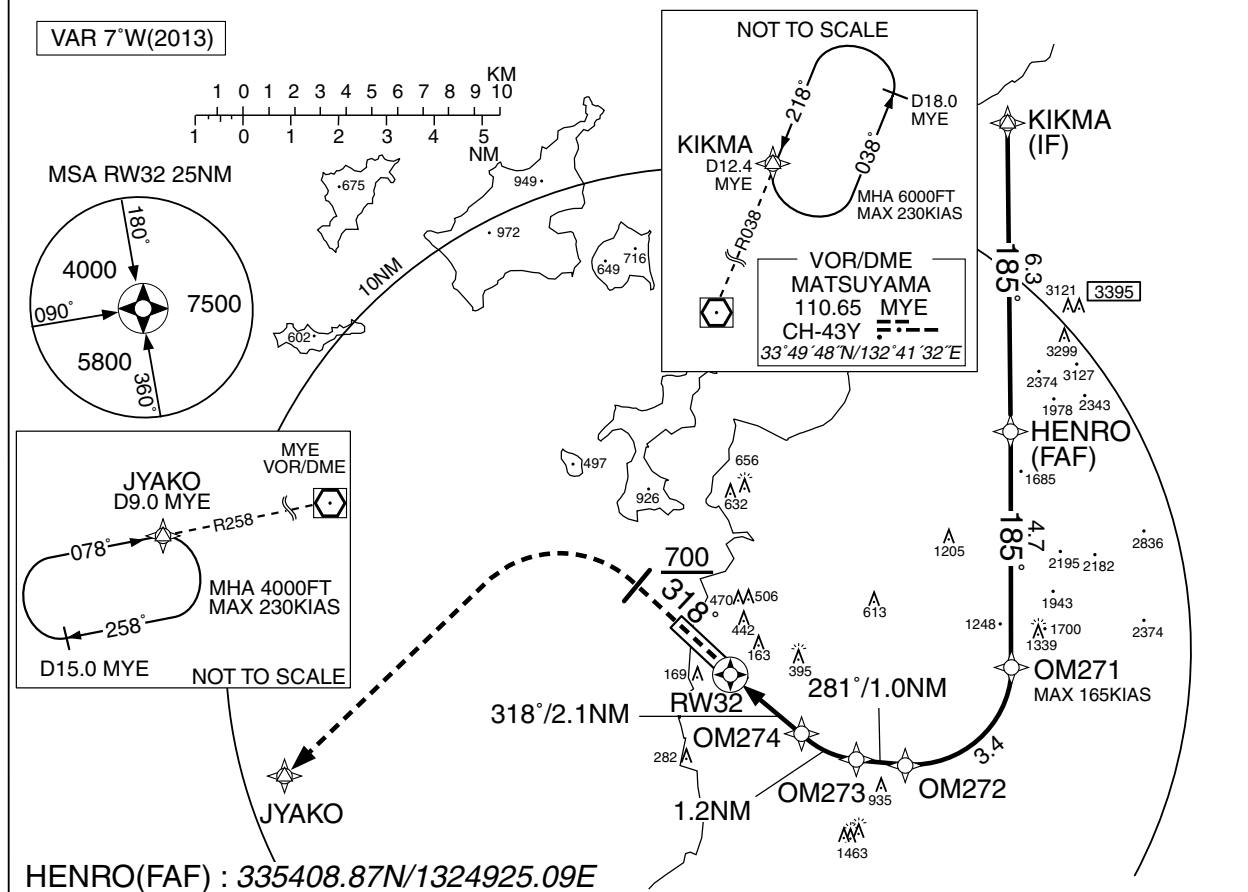 VAR 7°W(2013)
KM
1 0 1 2 3 4 5 6 7 8 9 10
1 0 1 2 3 4 5
NM
MSA RW32 25NM
180°
4000
7500
090°
5800
360°
NOT TO SCALE
218°
D18.0
MYE
KIKMA
D12.4
MYE
038°
MHA 6000FT
MAX 230KIAS
R038
VOR/DME
MATSUYAMA
110.65 MYE
CH-43Y
33°49´48˝N/132°41´32˝E
KIKMA
(IF)
675
949
972
649
716
10NM
602
185°
6.3
3121
3395
3299
2374
3127
1978
2343
HENRO
(FAF)
MYE
VOR/DME
JYAKO
D9.0 MYE
R258
078°
MHA 4000FT
MAX 230KIAS
258°
D15.0 MYE
NOT TO SCALE
497
926
656
632
1685
185°
4.7
1205
2836
2195
2182
700
318°
470
506
442
163
613
1943
1248
1700
1339
2374
395
169
RW32
281°/1.0NM
OM271
MAX 165KIAS
318°/2.1NM
OM274
3.4
282
OM273
935
OM272
1.2NM
JYAKO
1463
HENRO(FAF) : 335408.87N/1324925.09E